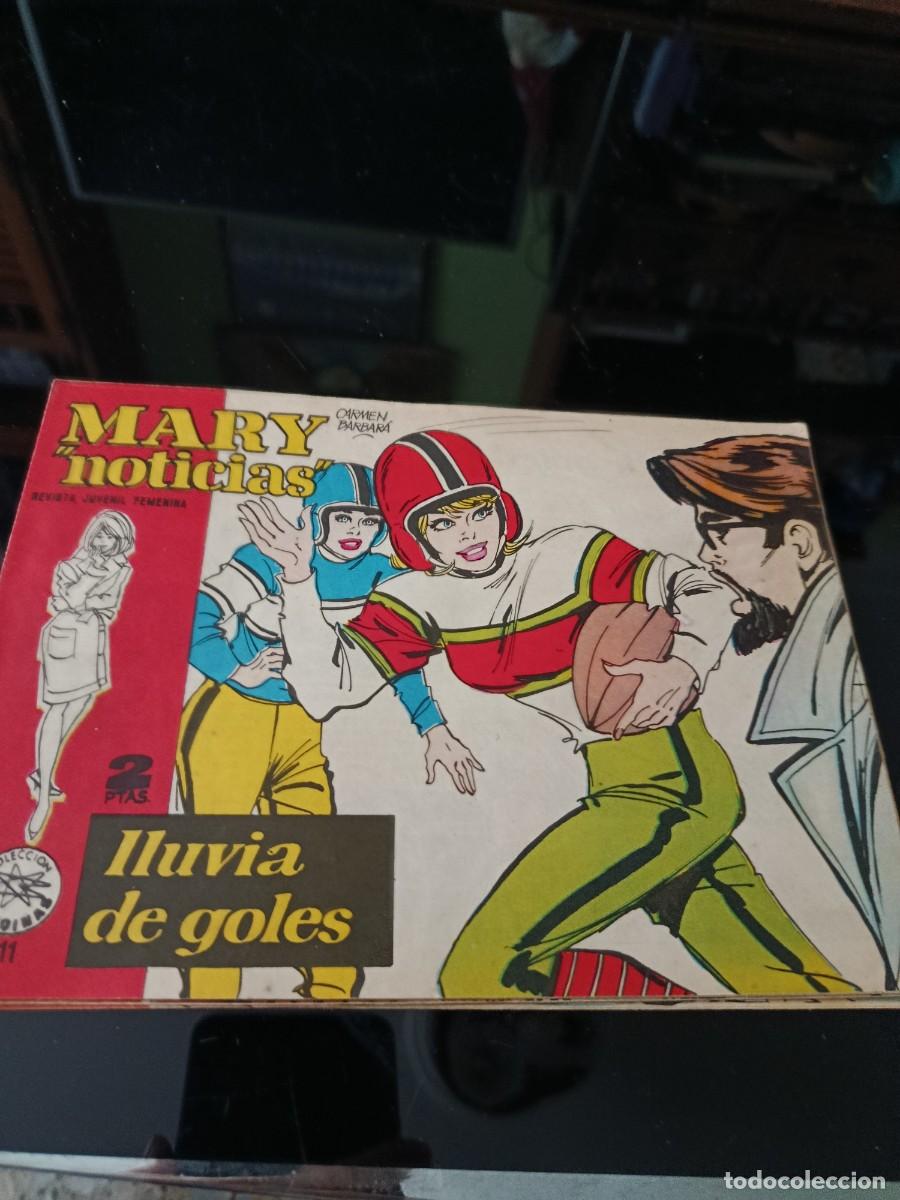 MARY
"noticias"
CARMEN
BARBARÁ
REVISTA JUVENIL FEMENINA
2
PTAS.
lluvia
de goles
11
todocoleccion